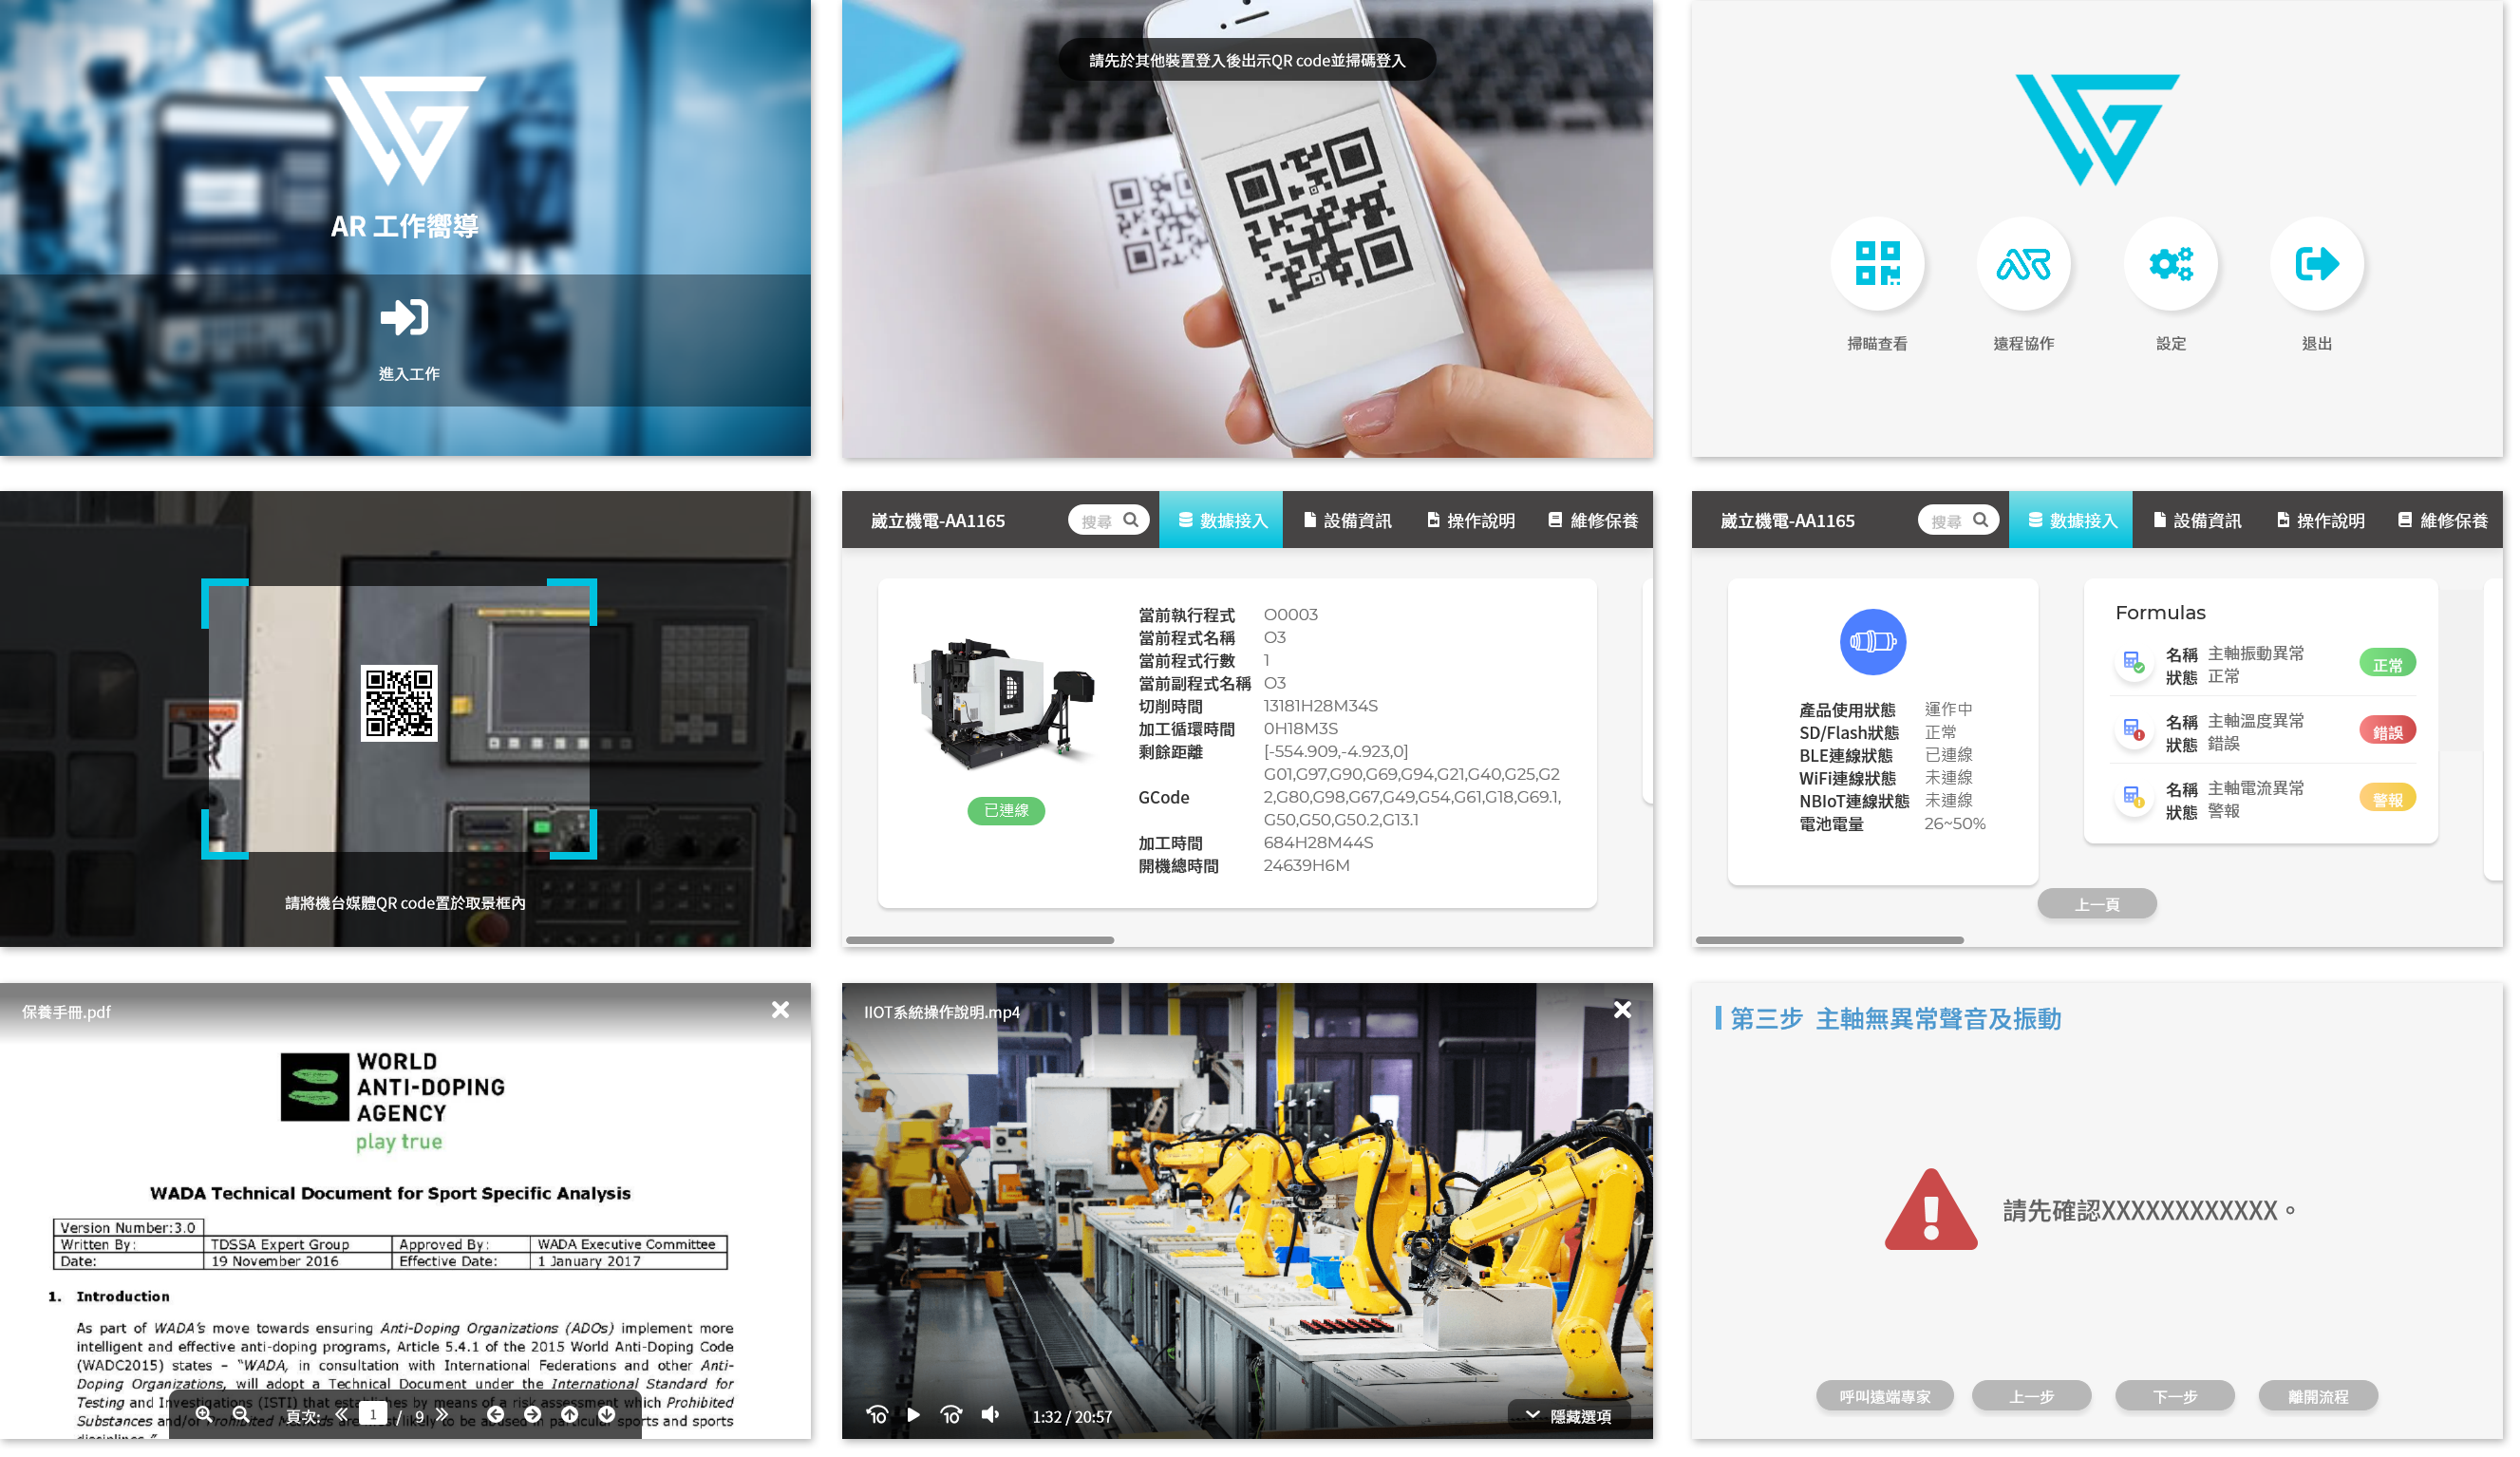 AR 工作嚮導
進入工作
請先於其他裝置登入後出示QR code並掃碼登入
掃瞄查看
遠程協作
設定
退出
請將機台媒體QR code置於取景框內
崴立機電-AA1165
搜尋
數據接入
設備資訊
操作說明
維修保養
當前執行程式 O0003
當前程式名稱 O3
當前程式行數 1
當前副程式名稱 O3
切削時間 13181H28M34S
加工循環時間 0H18M3S
剩餘距離 [-554.909,-4.923,0]
G01,G97,G90,G69,G94,G21,G40,G25,G2
GCode 2,G80,G98,G67,G49,G54,G61,G18,G69.1,
G50,G50,G50.2,G13.1
加工時間 684H28M44S
開機總時間 24639H6M
已連線
崴立機電-AA1165
搜尋
數據接入
設備資訊
操作說明
維修保養
產品使用狀態 運作中
SD/Flash狀態 正常
BLE連線狀態 已連線
WiFi連線狀態 未連線
NBIoT連線狀態 未連線
電池電量 26~50%
Formulas
名稱 主軸振動異常
狀態 正常
正常
名稱 主軸溫度異常
狀態 錯誤
錯誤
名稱 主軸電流異常
狀態 警報
警報
上一頁
保養手冊.pdf
WORLD
ANTI-DOPING
AGENCY
play true
WADA Technical Document for Sport Specific Analysis
Version Number:3.0
Written By: TDSSA Expert Group Approved By: WADA Executive Committee
Date: 19 November 2016 Effective Date: 1 January 2017
1. Introduction
As part of WADA's move towards ensuring Anti-Doping Organizations (ADOs) implement more
intelligent and effective anti-doping programs, Article 5.4.1 of the 2015 World Anti-Doping Code
(WADC2015) states – "WADA, in consultation with International Federations and other Anti-
Doping Organizations, will adopt a Technical Document under the International Standard for
Testing and Investigations (ISTI) that establishes by means of a risk assessment which Prohibited
Substances and/or Prohibited Methods are most likely to be abused in particular sports and sports
頁次: 1 / 9
IIOT系統操作說明.mp4
10
10
1:32 / 20:57
隱藏選項
第三步 主軸無異常聲音及振動
請先確認XXXXXXXXXXXX。
呼叫遠端專家
上一步
下一步
離開流程